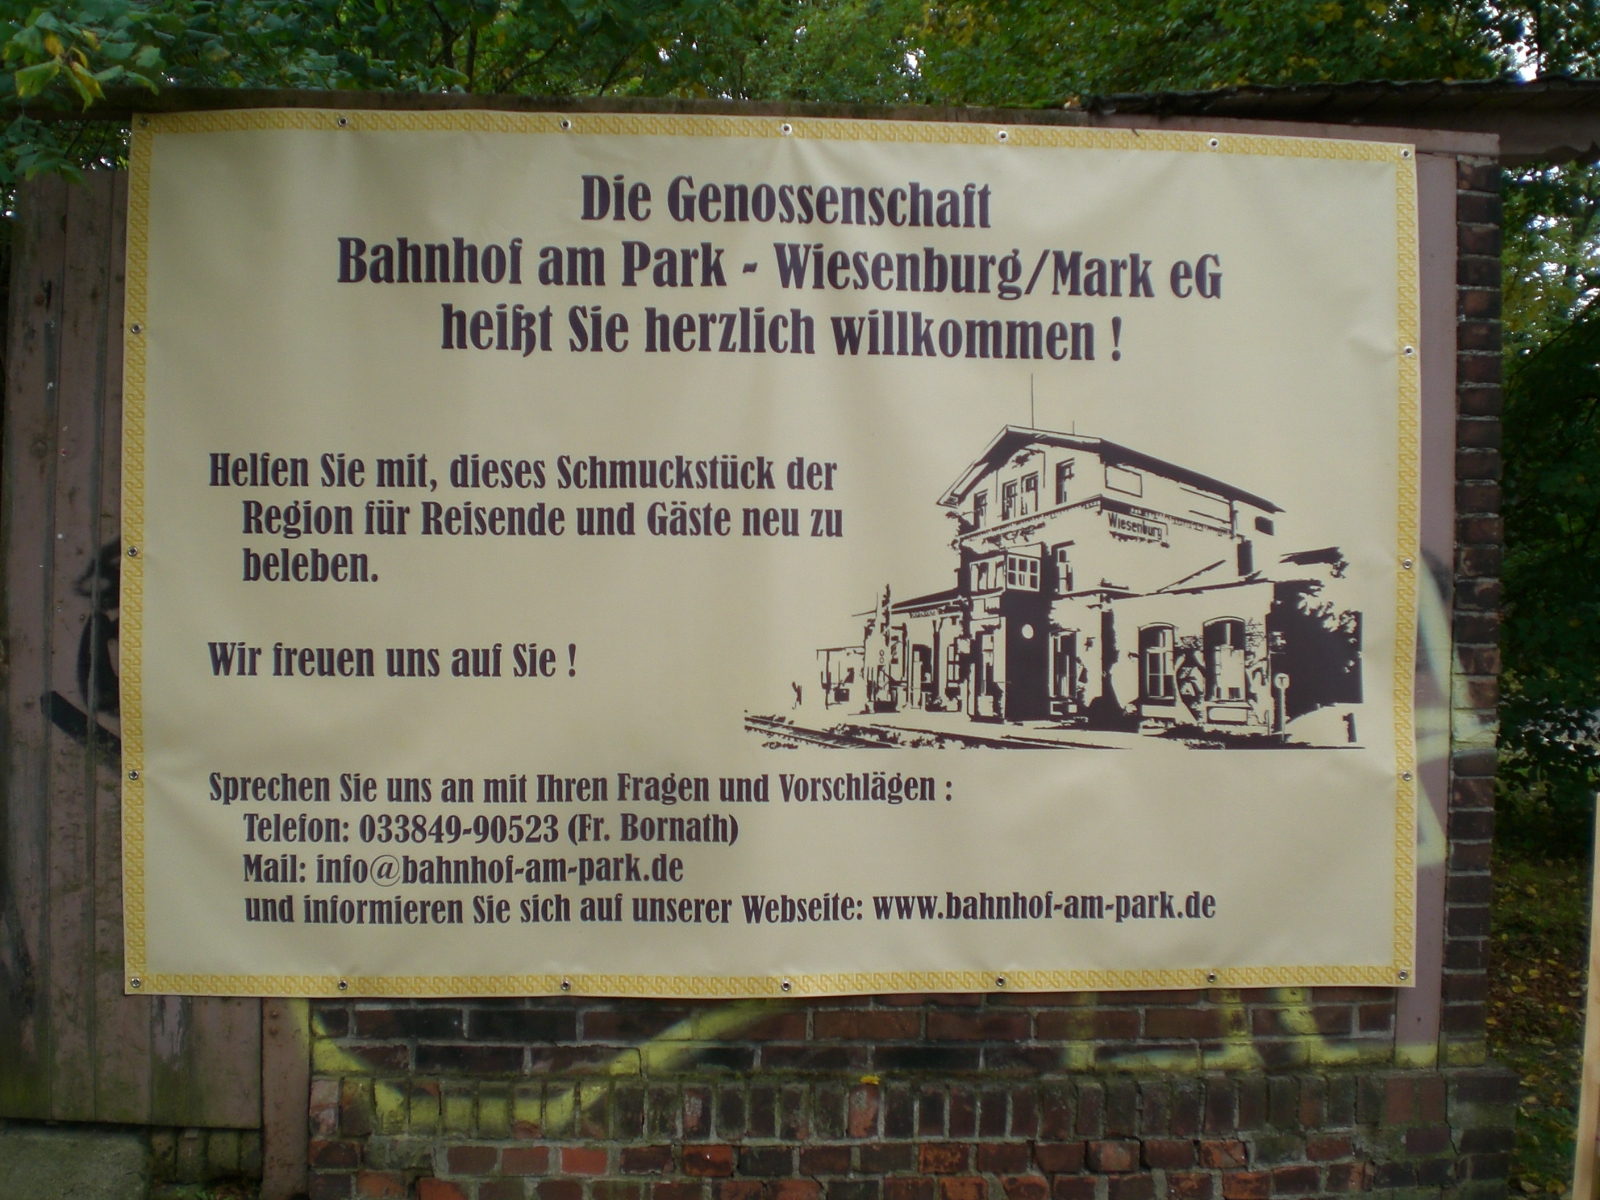 Die Genossenschaft
Bahnhof am Park - Wiesenburg/Mark eG
heißt Sie herzlich willkommen !
Helfen Sie mit, dieses Schmuckstück der
Region für Reisende und Gäste neu zu
beleben.
Wiesenburg
Wir freuen uns auf Sie !
1
Sprechen Sie uns an mit Ihren Fragen und Vorschlägen :
Telefon: 033849-90523 (Fr. Bornath)
Mail: info@bahnhof-am-park.de
und informieren Sie sich auf unserer Webseite: www.bahnhof-am-park.de